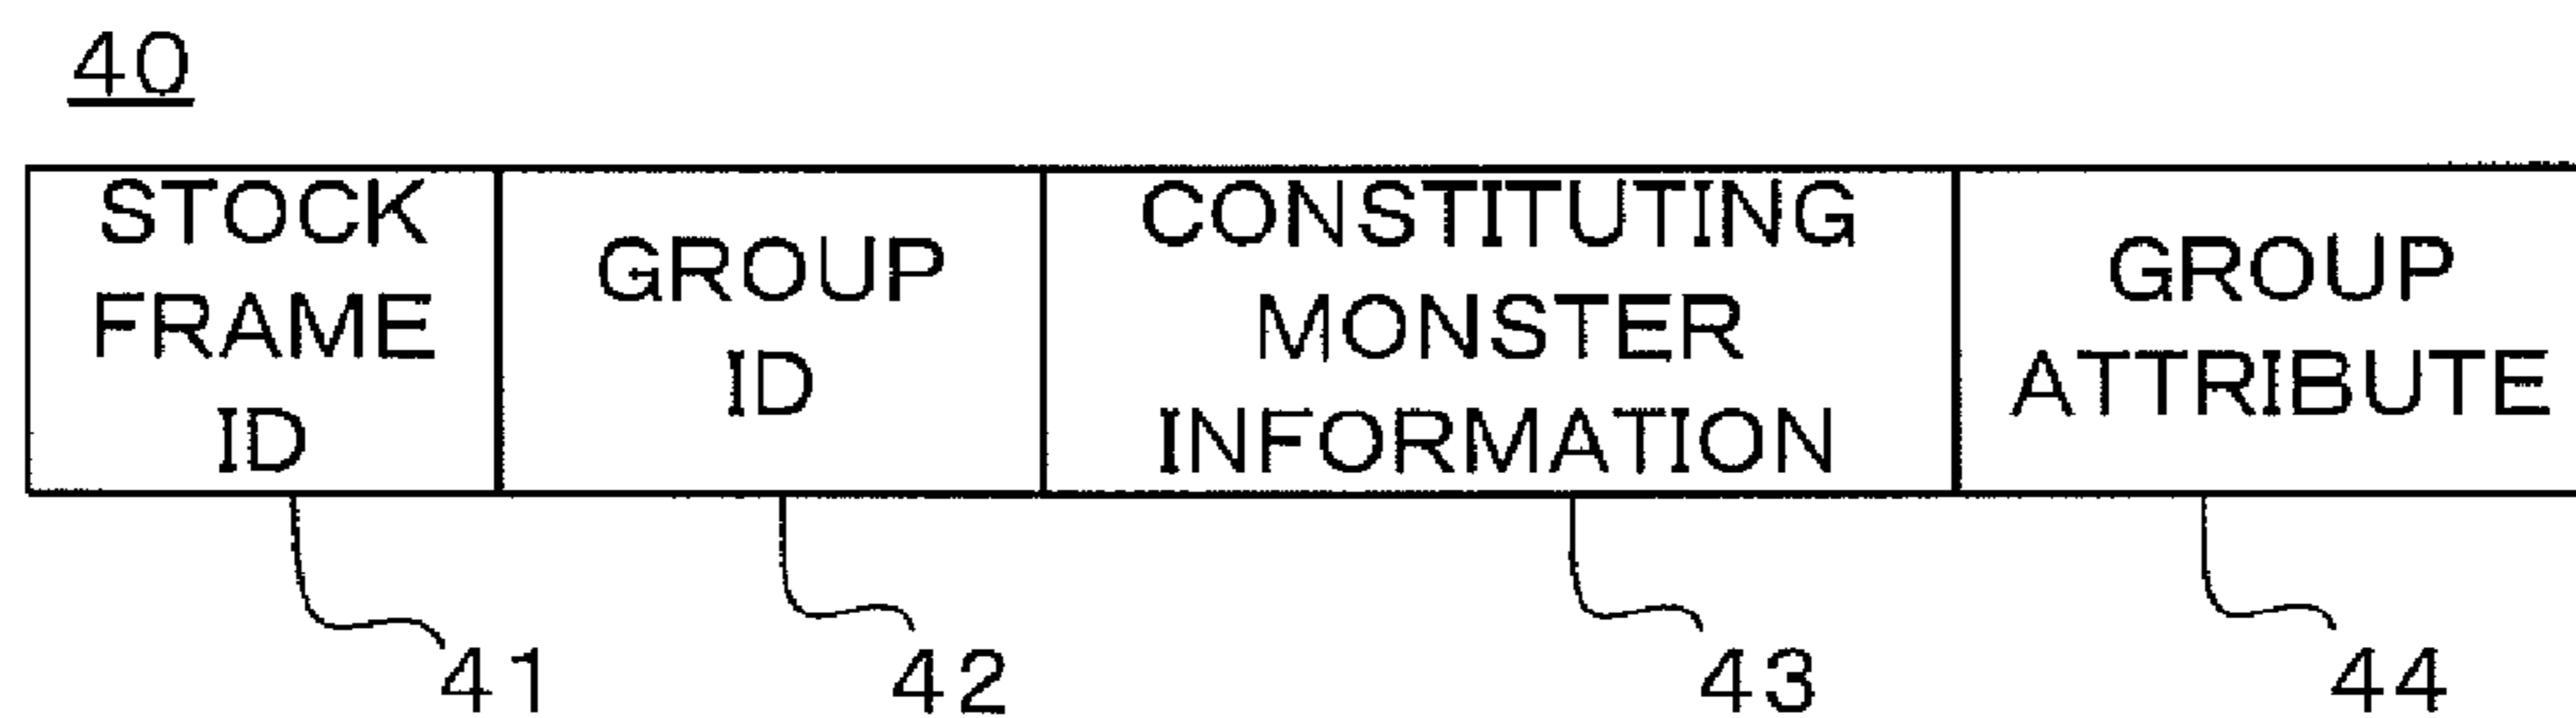 40
STOCK
FRAME
ID
GROUP
ID
CONSTITUTING
MONSTER
INFORMATION
GROUP
ATTRIBUTE
41
42
43
44